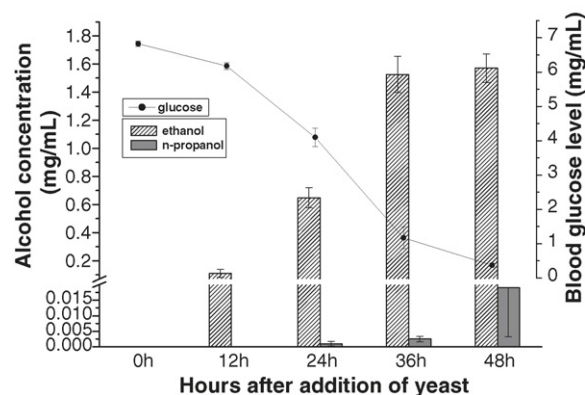 Alcohol concentration
(mg/mL)
1.8
1.6
1.4
1.2
1.0
0.8
0.6
0.4
0.2
0.015
0.010
0.005
0.000
glucose
ethanol
n-propanol
7
6
5
4
3
2
1
0
Blood glucose level (mg/mL)
0h
12h
24h
36h
48h
Hours after addition of yeast